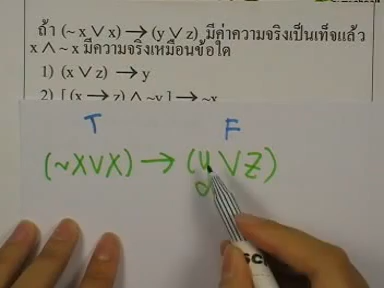 ถ้า (~ x ∨ x) → (y ∨ z) มีค่าความจริงเป็นเท็จแล้ว
x ∧ ~ x มีความจริงเหมือนข้อใด
1) (x ∨ z) → y
2) [ (x → z) ∧ ~y ] → ~x
T F
(~X∨X) → (y∨Z)